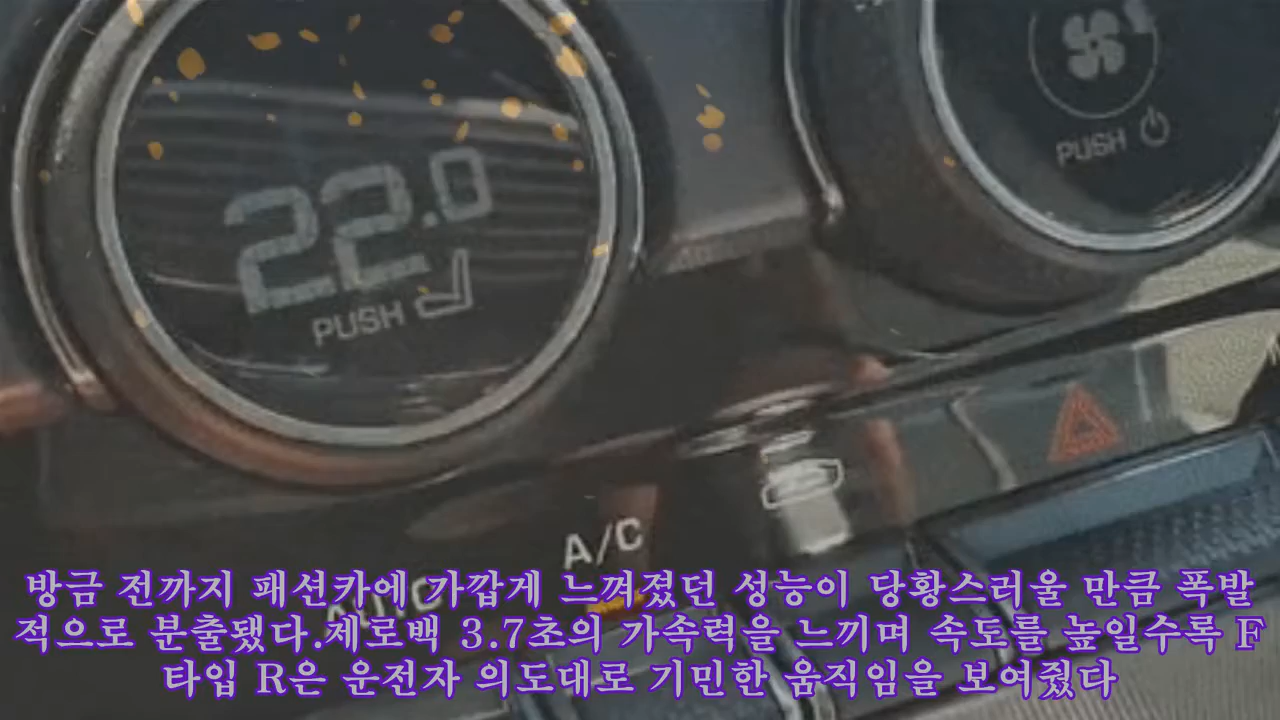 22.0
PUSH
PUSH
A/C
방금 전까지 패션카에 가깝게 느껴졌던 성능이 당황스러울 만큼 폭발
적으로 분출됐다.제로백 3.7초의 가속력을 느끼며 속도를 높일수록 F
타입 R은 운전자 의도대로 기민한 움직임을 보여줬다